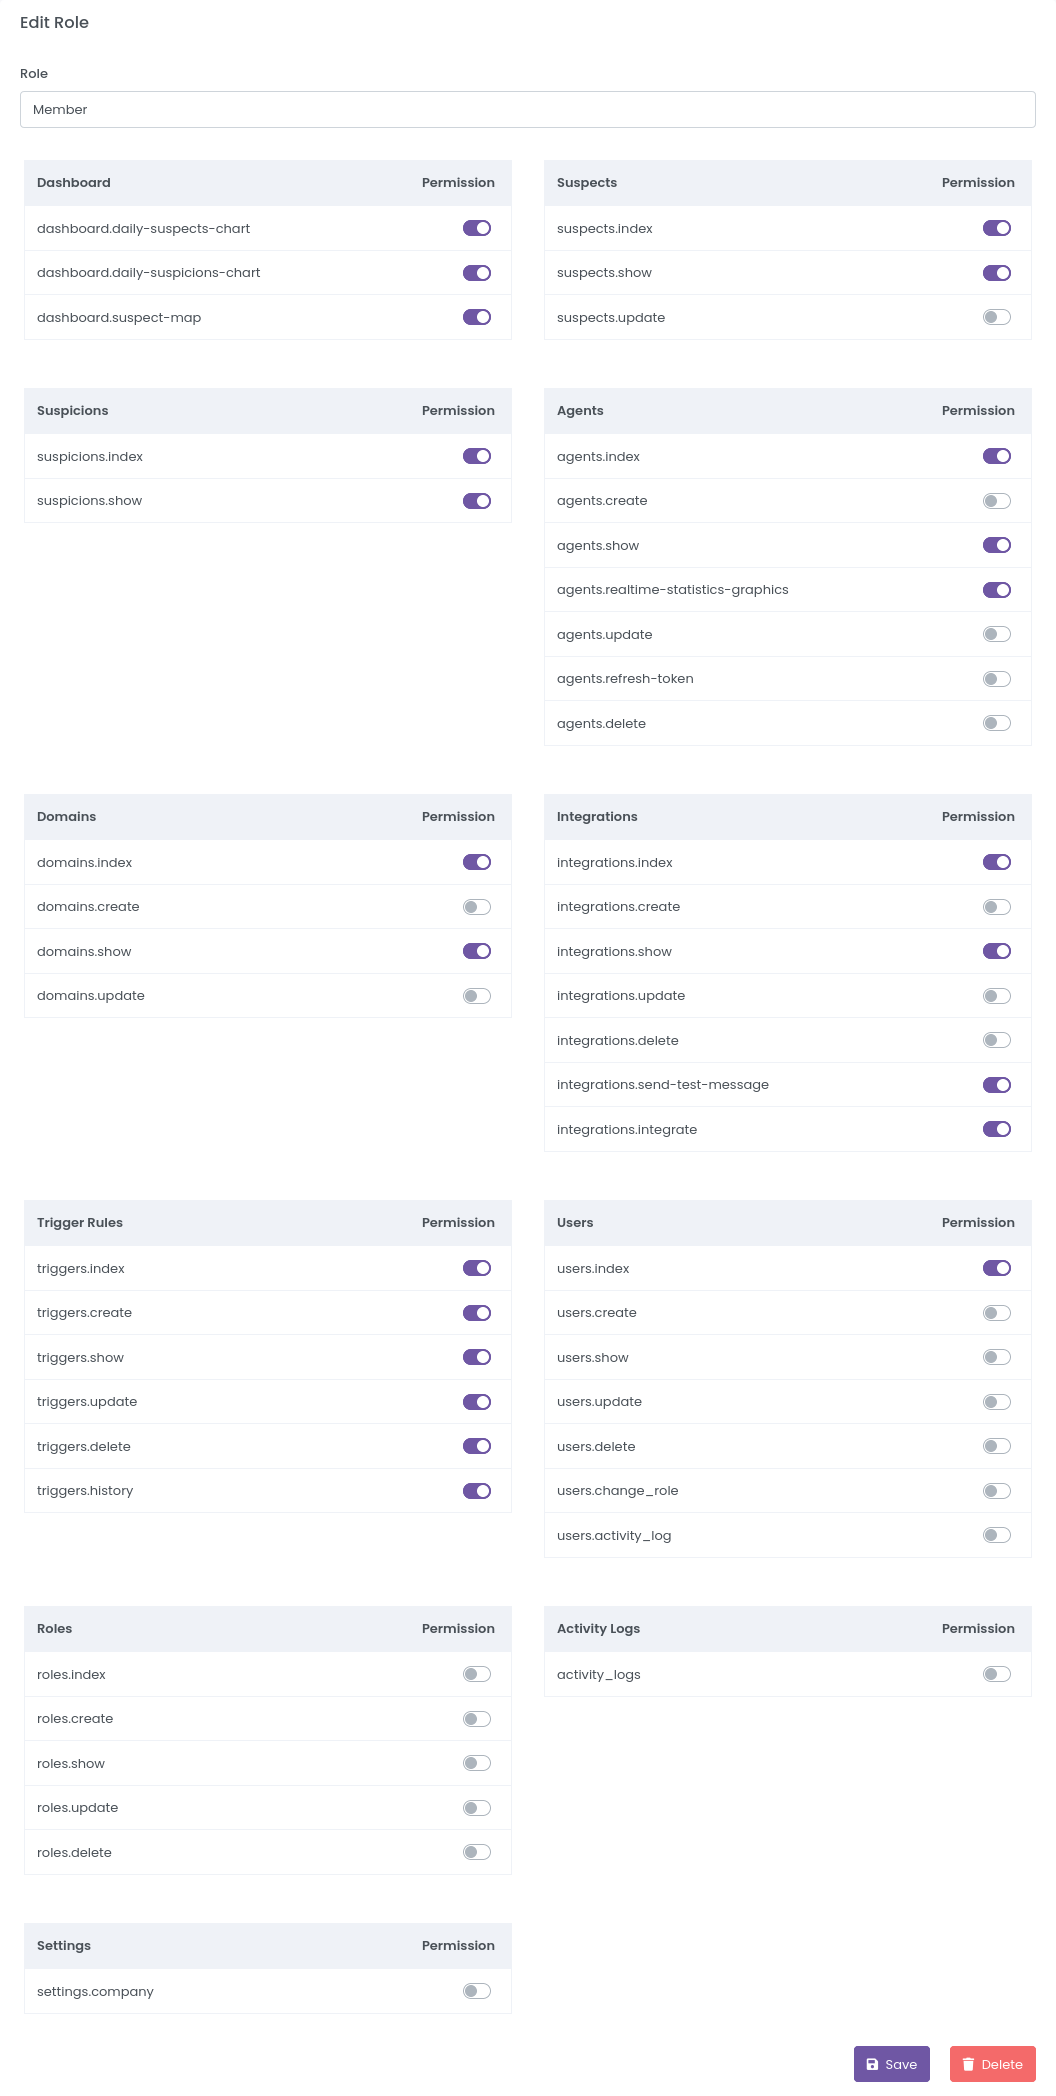 Edit Role
Role
Member
Dashboard Permission
dashboard.daily-suspects-chart
dashboard.daily-suspicions-chart
dashboard.suspect-map
Suspects Permission
suspects.index
suspects.show
suspects.update
Suspicions Permission
suspicions.index
suspicions.show
Agents Permission
agents.index
agents.create
agents.show
agents.realtime-statistics-graphics
agents.update
agents.refresh-token
agents.delete
Domains Permission
domains.index
domains.create
domains.show
domains.update
Integrations Permission
integrations.index
integrations.create
integrations.show
integrations.update
integrations.delete
integrations.send-test-message
integrations.integrate
Trigger Rules Permission
triggers.index
triggers.create
triggers.show
triggers.update
triggers.delete
triggers.history
Users Permission
users.index
users.create
users.show
users.update
users.delete
users.change_role
users.activity_log
Roles Permission
roles.index
roles.create
roles.show
roles.update
roles.delete
Activity Logs Permission
activity_logs
Settings Permission
settings.company
Save Delete